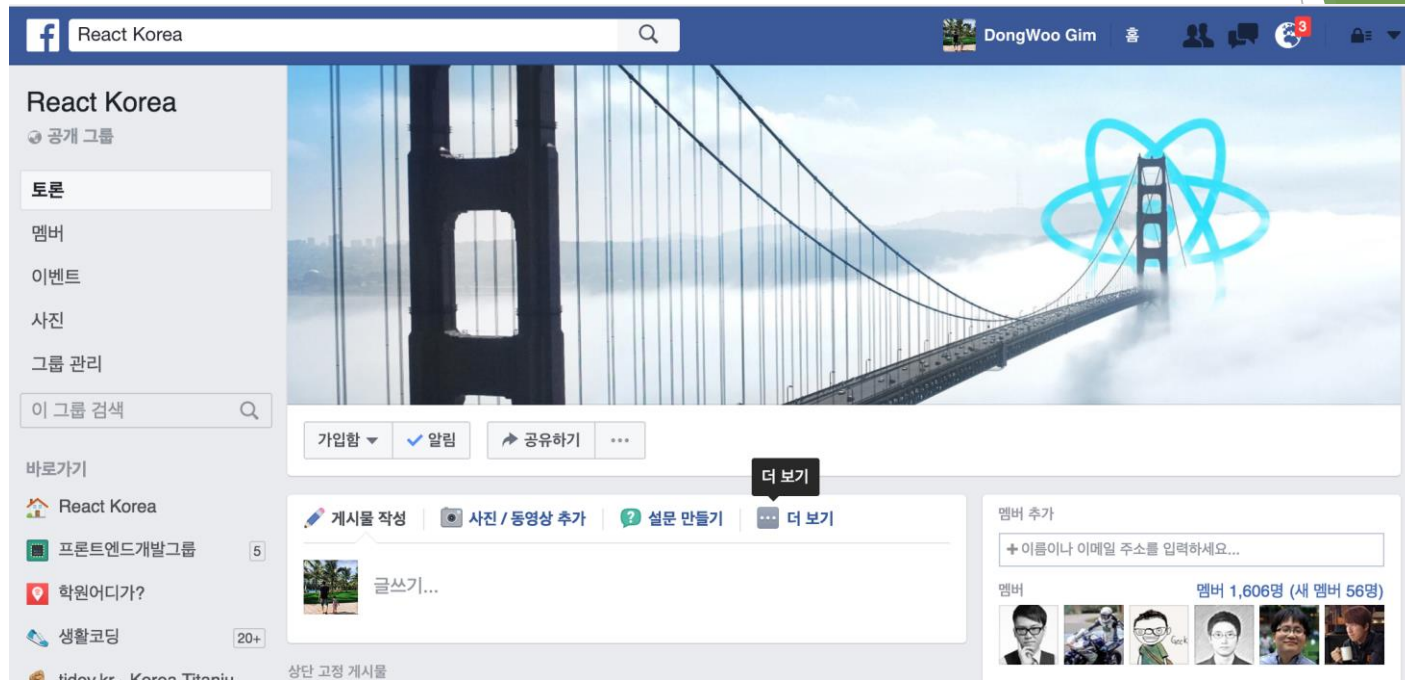 React Korea
DongWoo Gim
홈
3
React Korea
공개 그룹
토론
멤버
이벤트
사진
그룹 관리
이 그룹 검색
바로가기
React Korea
프론트엔드개발그룹 5
학원어디가?
생활코딩 20+
tidev.kr - Korea Titaniu
가입함
알림
공유하기
더 보기
게시물 작성
사진 / 동영상 추가
설문 만들기
더 보기
글쓰기...
상단 고정 게시물
멤버 추가
+ 이름이나 이메일 주소를 입력하세요...
멤버
멤버 1,606명 (새 멤버 56명)
Geek